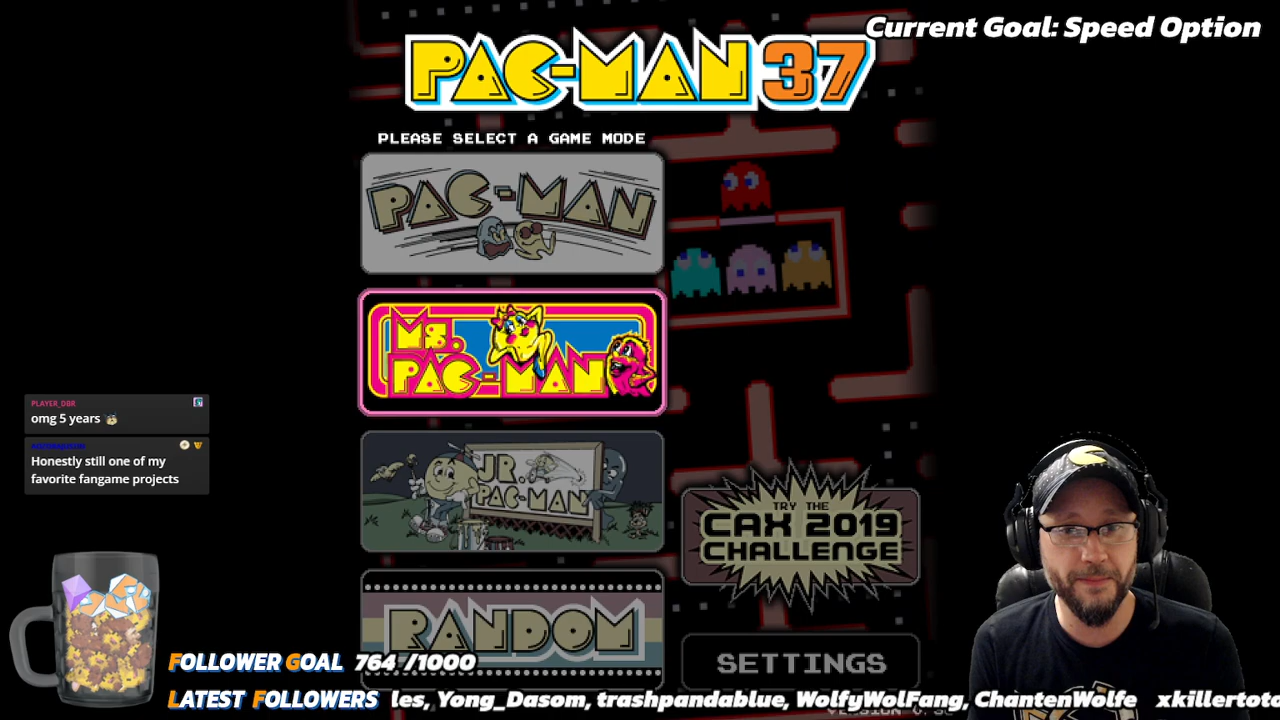 Current Goal: Speed Option
PAC-MAN 37
PLEASE SELECT A GAME MODE
PAC-MAN
Ms.
PAC-MAN
PLAYER_DBR
omg 5 years
Honestly still one of my
favorite fangame projects
JR.
PAC-MAN
TRY THE
CAX 2019
CHALLENGE
RANDOM
SETTINGS
FOLLOWER GOAL 764 /1000
LATEST FOLLOWERS les, Yong_Dasom, trashpandablue, WolfyWolFang, ChantenWolfe xkillertoto